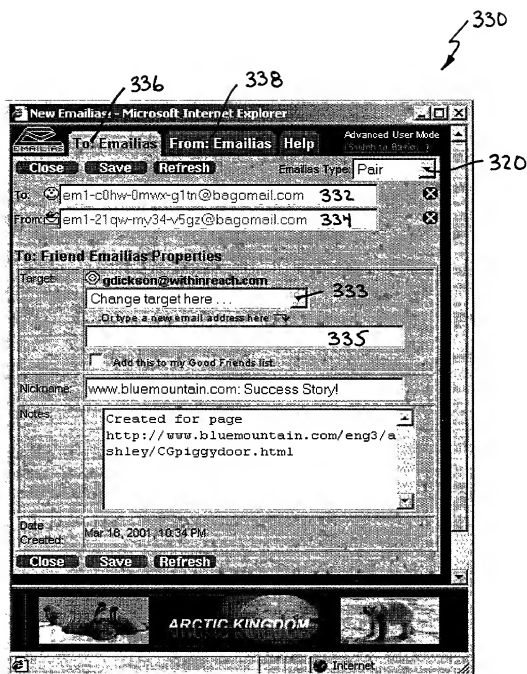 330
336 338
New Emailias! - Microsoft Internet Explorer
EMAILIAS To: Emailias From: Emailias Help Advanced User Mode
Close Save Refresh Emailias Type: Pair 320
To: em1-c0hw-0mwx-g1tn@bagomail.com 332
From: em1-21qw-my34-v5gz@bagomail.com 334
To: Friend Emailias Properties
Target: gdickson@withinreach.com
Change target here ... 333
...Or type a new email address here
335
Add this to my Good Friends list.
Nickname: www.bluemountain.com: Success Story!
Notes: Created for page
http://www.bluemountain.com/eng3/a
shley/CGpiggydoor.html
Date
Created: Mar 16, 2001, 10:34 PM
Close Save Refresh
ARCTIC KINGDOM
Internet